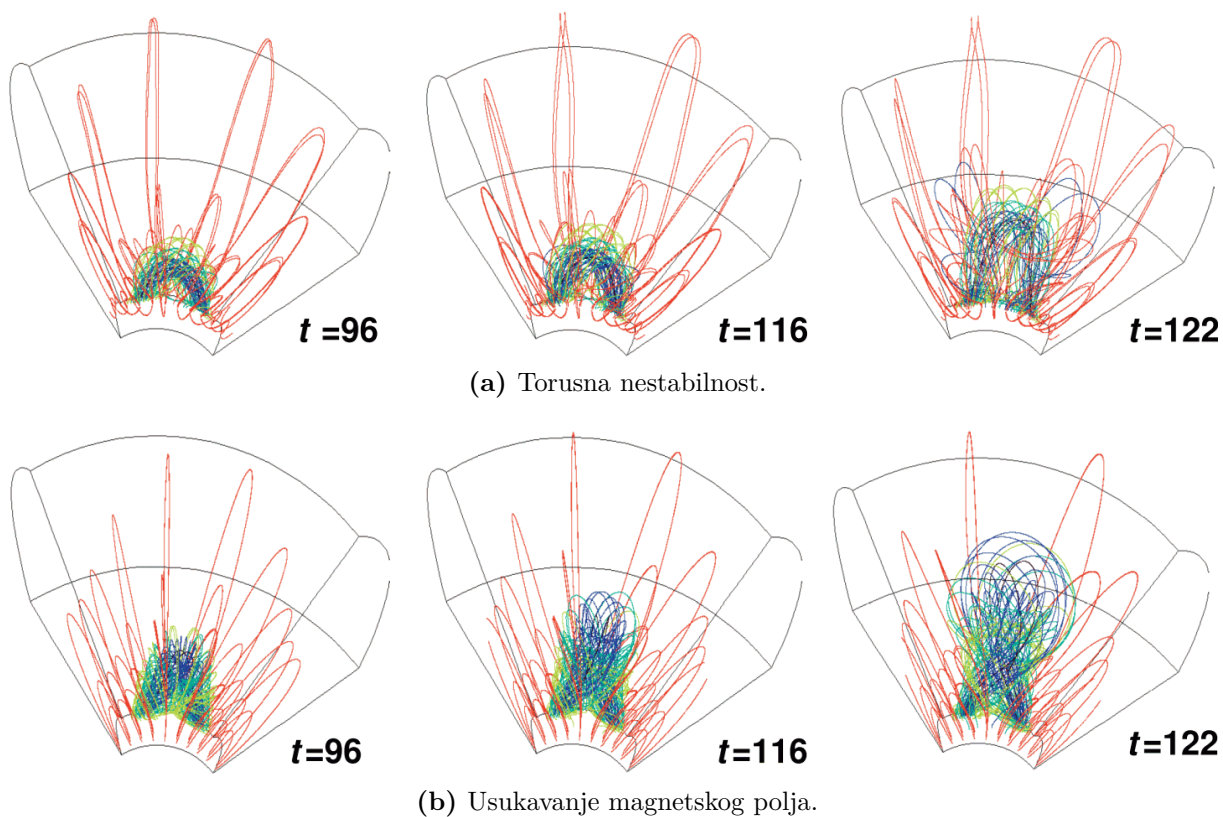 t =96 t=116 t=122
(a) Torusna nestabilnost.
t=96 t=116 t=122
(b) Usukavanje magnetskog polja.